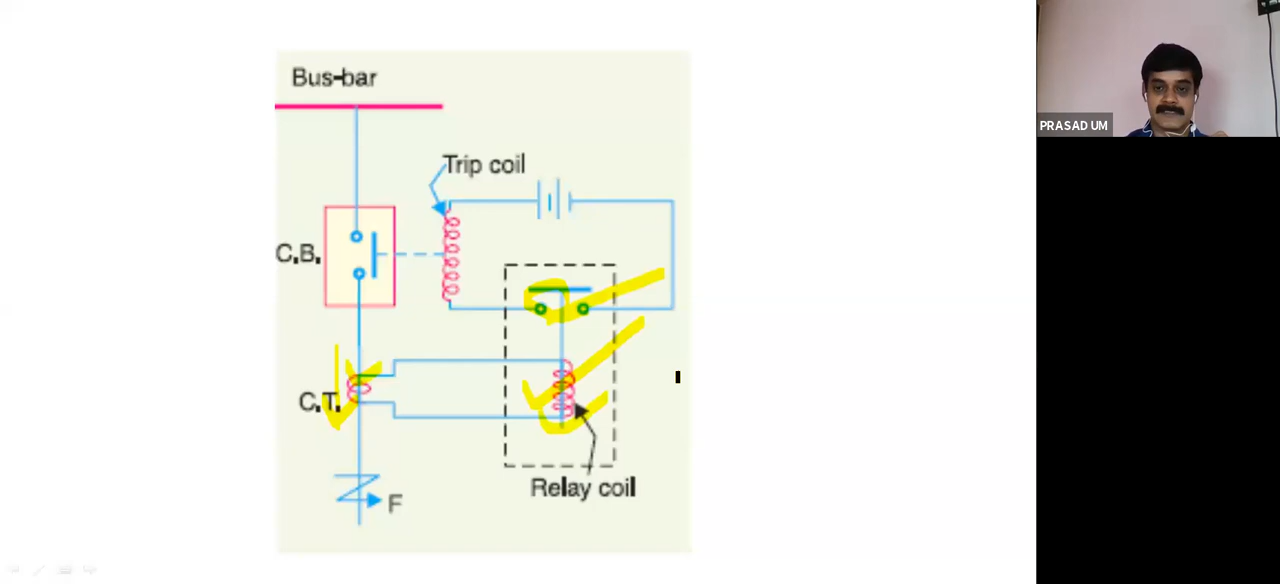 Bus-bar
Trip coil
C.B.
C.T.
F
Relay coil
PRASAD UM